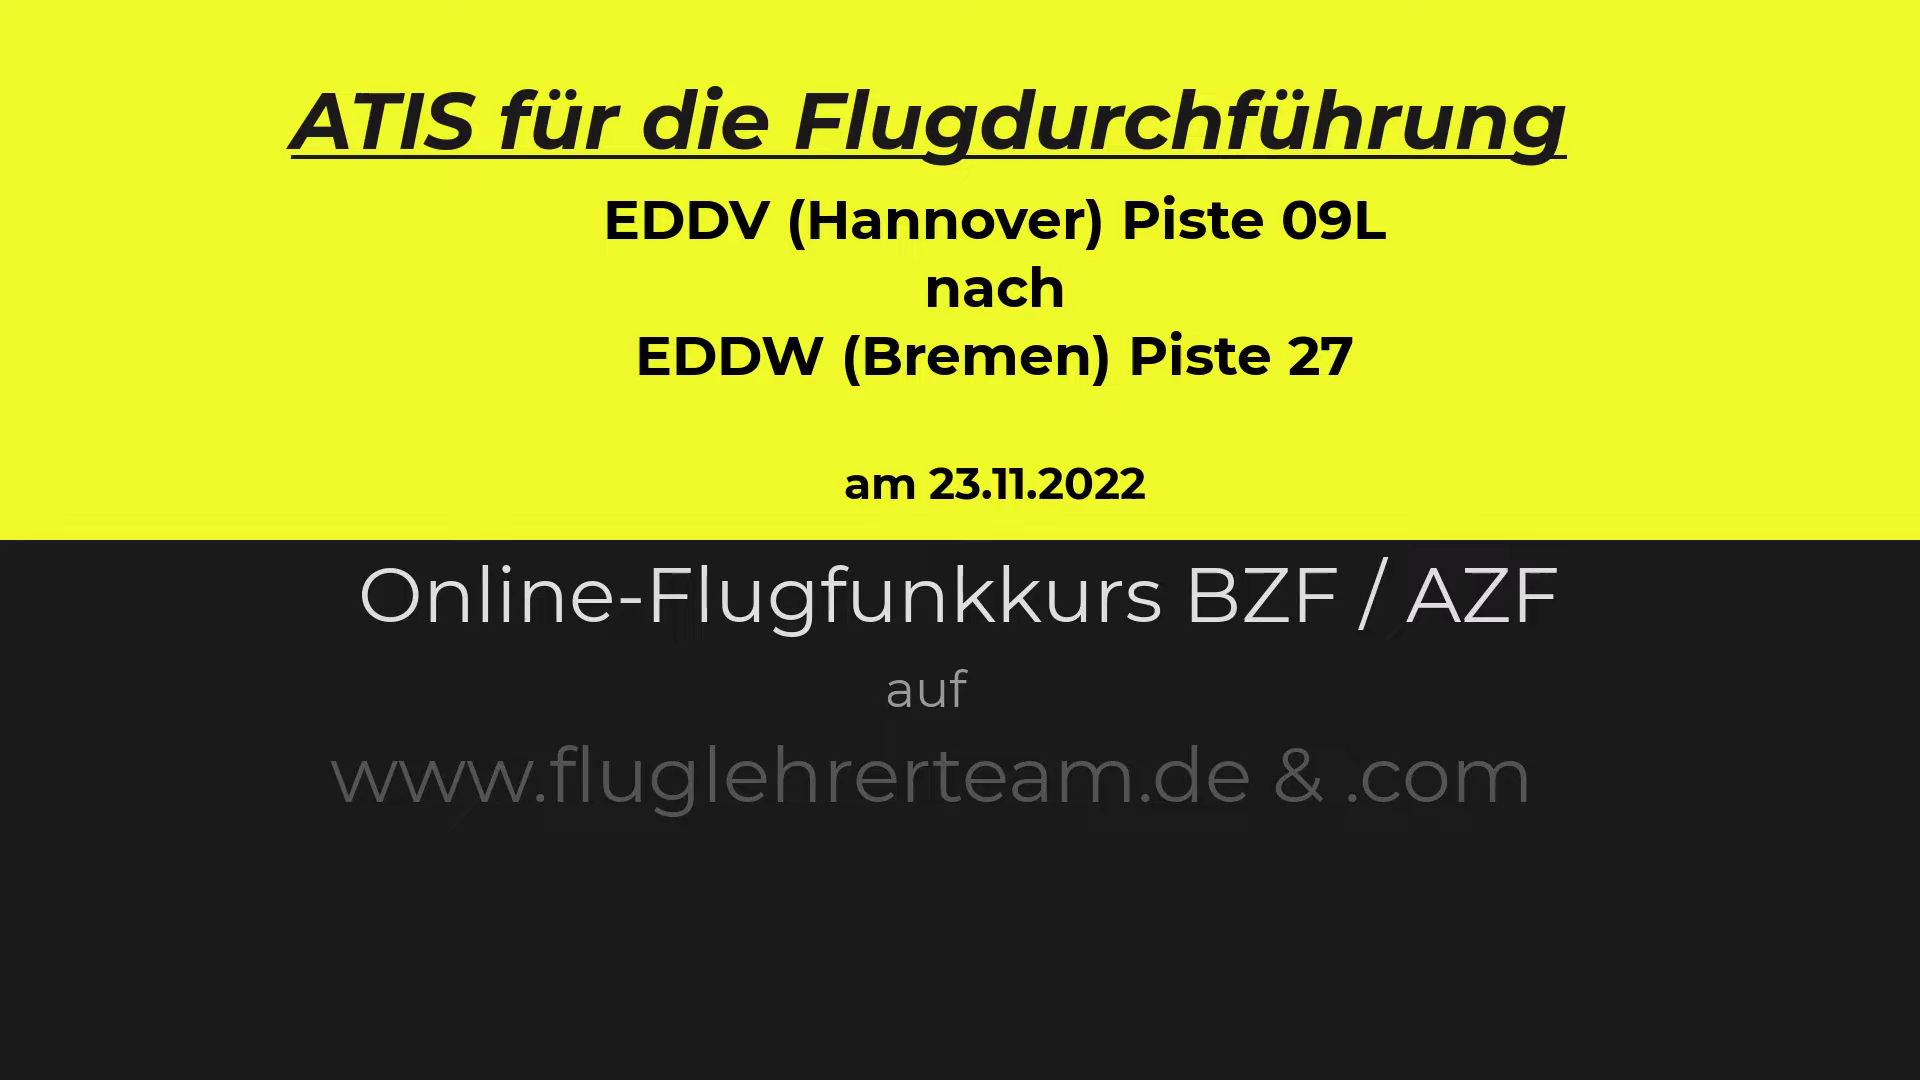 ATIS für die Flugdurchführung
EDDV (Hannover) Piste 09L
nach
EDDW (Bremen) Piste 27
am 23.11.2022
Online-Flugfunkkurs BZF / AZF
auf
www.fluglehrerteam.de & .com